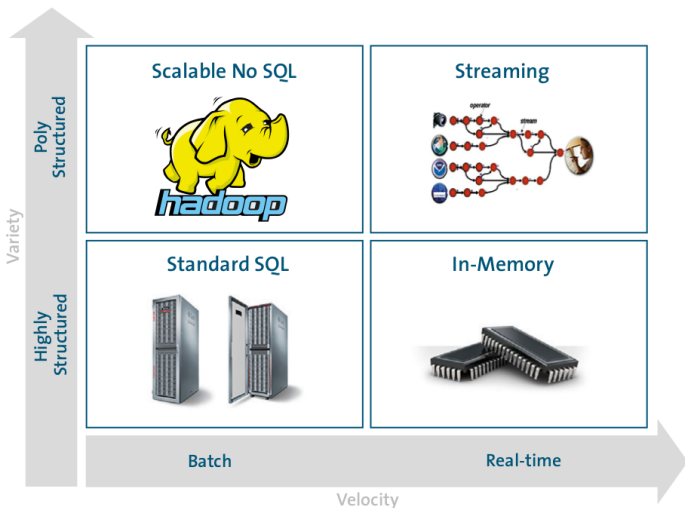 Scalable No SQL
Streaming
operator
stream
hadoop
Poly
Structured
Variety
Standard SQL
In-Memory
Highly
Structured
Batch
Real-time
Velocity